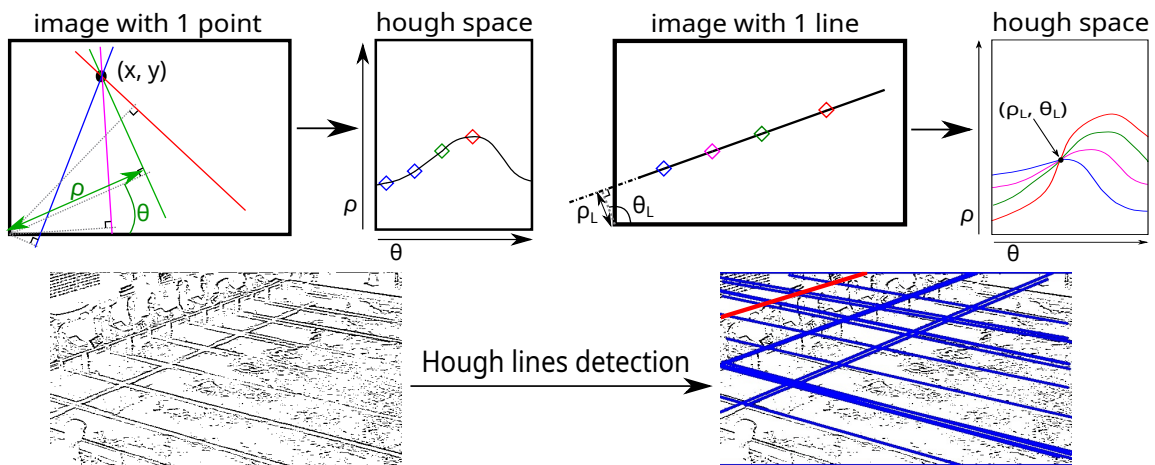 image with 1 point
hough space
image with 1 line
hough space
(x, y)
ρ
θ
ρ
θ
ρL
θL
(ρL, θL)
ρ
θ
Hough lines detection